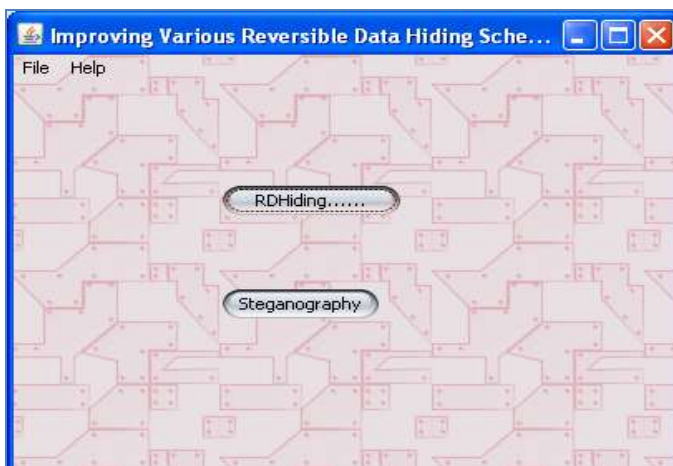 Improving Various Reversible Data Hiding Sche...
File Help
RDHiding......
Steganography